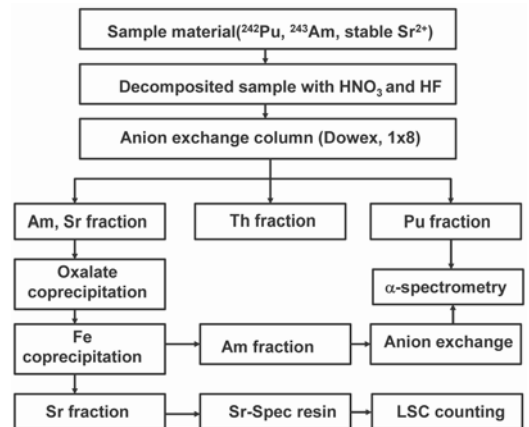 Sample material(²⁴²Pu, ²⁴³Am, stable Sr²⁺)
Decomposited sample with HNO₃ and HF
Anion exchange column (Dowex, 1x8)
Am, Sr fraction
Th fraction
Pu fraction
Oxalate
coprecipitation
α-spectrometry
Fe
coprecipitation
Am fraction
Anion exchange
Sr fraction
Sr-Spec resin
LSC counting